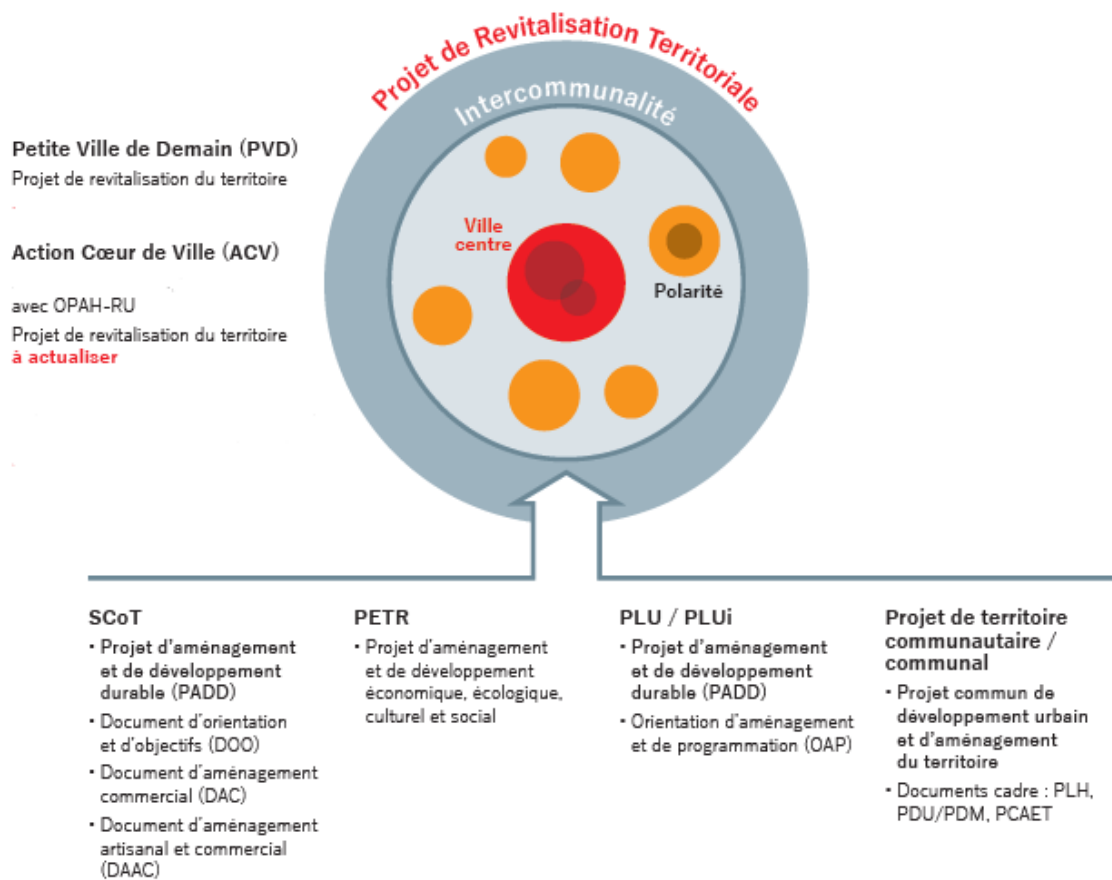 Projet de Revitalisation Territoriale
Intercommunalité
Petite Ville de Demain (PVD)
Projet de revitalisation du territoire
Action Cœur de Ville (ACV)
avec OPAH-RU
Projet de revitalisation du territoire
à actualiser
Ville
centre
Polarité
SCoT
• Projet d'aménagement
et de développement
durable (PADD)
• Document d'orientation
et d'objectifs (DOO)
• Document d'aménagement
commercial (DAC)
• Document d'aménagement
artisanal et commercial
(DAAC)
PETR
• Projet d'aménagement
et de développement
économique, écologique,
culturel et social
PLU / PLUi
• Projet d'aménagement
et de développement
durable (PADD)
• Orientation d'aménagement
et de programmation (OAP)
Projet de territoire
communautaire /
communal
• Projet commun de
développement urbain
et d'aménagement
du territoire
• Documents cadre : PLH,
PDU/PDM, PCAET